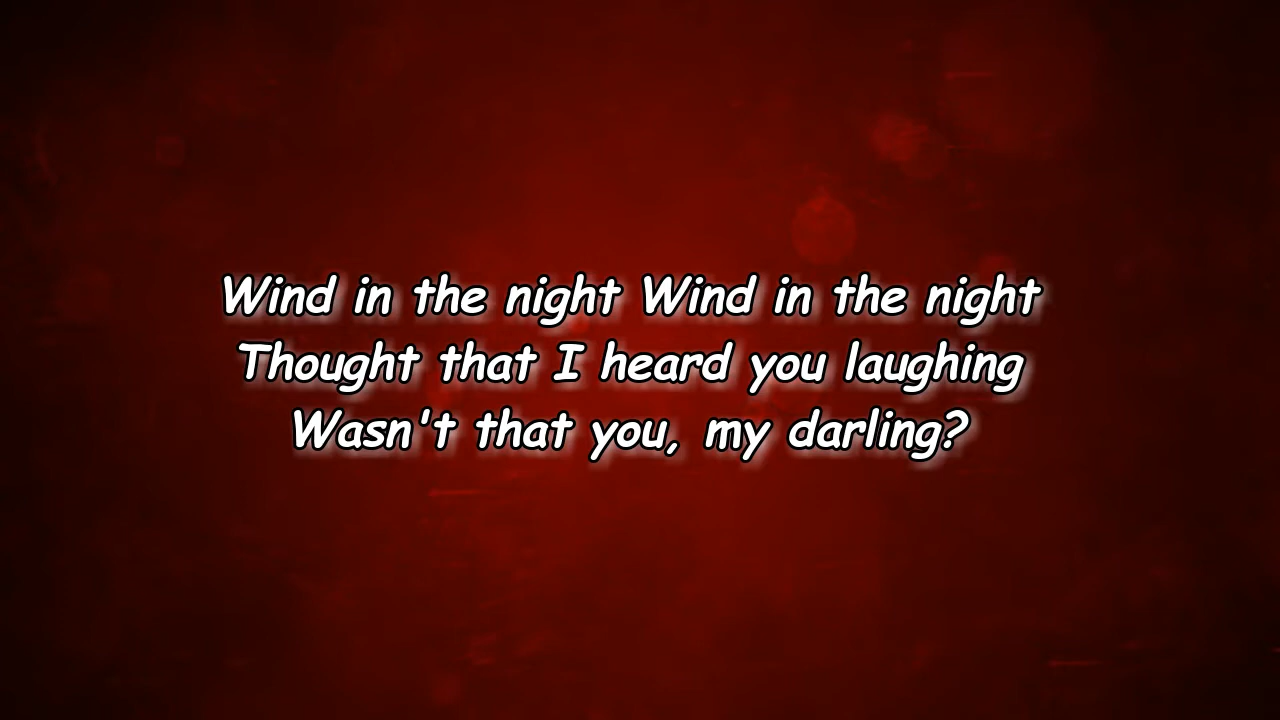 Wind in the night Wind in the night
Thought that I heard you laughing
Wasn't that you, my darling?